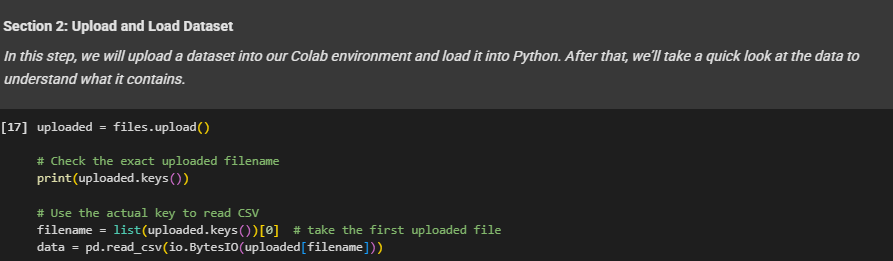 Section 2: Upload and Load Dataset
In this step, we will upload a dataset into our Colab environment and load it into Python. After that, we'll take a quick look at the data to
understand what it contains.
[17] uploaded = files.upload()
# Check the exact uploaded filename
print(uploaded.keys())
# Use the actual key to read CSV
filename = list(uploaded.keys())[0]  # take the first uploaded file
data = pd.read_csv(io.BytesIO(uploaded[filename]))